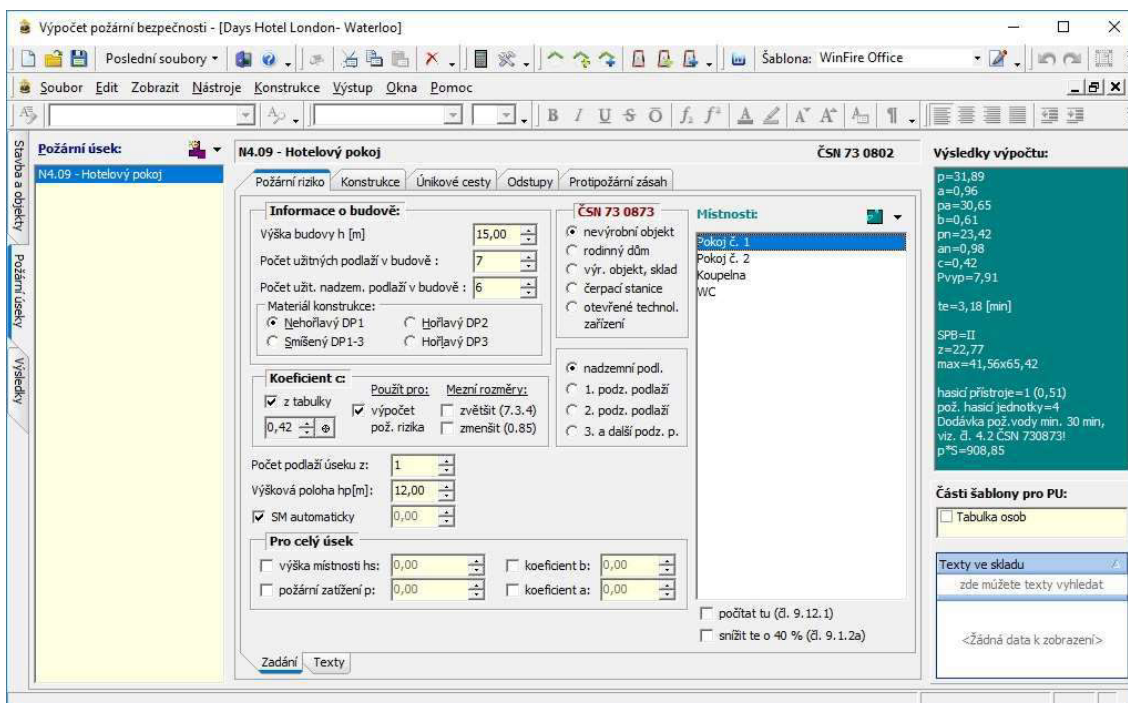 Výpočet požární bezpečnosti - [Days Hotel London- Waterloo]
Poslední soubory
Šablona: WinFire Office
Soubor Edit Zobrazit Nástroje Konstrukce Výstup Okna Pomoc
B I U S O
Stavba a objekty
Požární úseky
Výsledky
Požární úsek:
N4.09 - Hotelový pokoj
N4.09 - Hotelový pokoj ČSN 73 0802
Požární riziko Konstrukce Únikové cesty Odstupy Protipožární zásah
Informace o budově:
Výška budovy h [m] 15,00
Počet užitných podlaží v budově : 7
Počet užit. nadzem. podlaží v budově : 6
Materiál konstrukce:
Nehořlavý DP1 Hořlavý DP2
Smíšený DP1-3 Hořlavý DP3
Koeficient c:
z tabulky
0,42
Použít pro:
výpočet
pož. rizika
Mezní rozměry:
zvětšit (7.3.4)
zmenšit (0.85)
Počet podlaží úseku z: 1
Výšková poloha hp[m]: 12,00
SM automaticky 0,00
Pro celý úsek
výška místnosti hs: 0,00 koeficient b: 0,00
požární zatížení p: 0,00 koeficient a: 0,00
ČSN 73 0873
nevýrobní objekt
rodinný dům
výr. objekt, sklad
čerpací stanice
otevřené technol.
zařízení
nadzemní podl.
1. podz. podlaží
2. podz. podlaží
3. a další podz. p.
Místnosti:
Pokoj č. 1
Pokoj č. 2
Koupelna
WC
počítat tu (čl. 9.12.1)
snížit te o 40 % (čl. 9.1.2a)
Zadání Texty
Výsledky výpočtu:
p=31,89
a=0,96
pa=30,65
b=0,61
pn=23,42
an=0,98
c=0,42
Pvyp=7,91
te=3,18 [min]
SPB=II
z=22,77
max=41,56x65,42
hasicí přístroje=1 (0,51)
pož. hasicí jednotky=4
Dodávka pož.vody min. 30 min,
viz. čl. 4.2 ČSN 730873!
p*S=908,85
Části šablony pro PU:
Tabulka osob
Texty ve skladu
zde můžete texty vyhledat
<Žádná data k zobrazení>